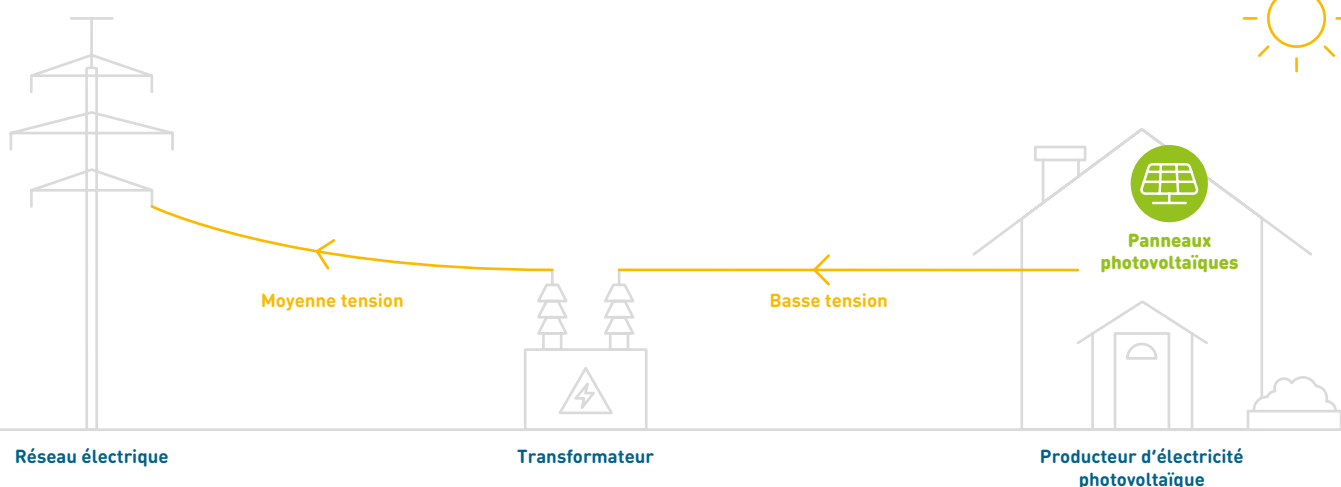 Panneaux
photovoltaïques
Moyenne tension
Basse tension
Réseau électrique
Transformateur
Producteur d'électricité
photovoltaïque